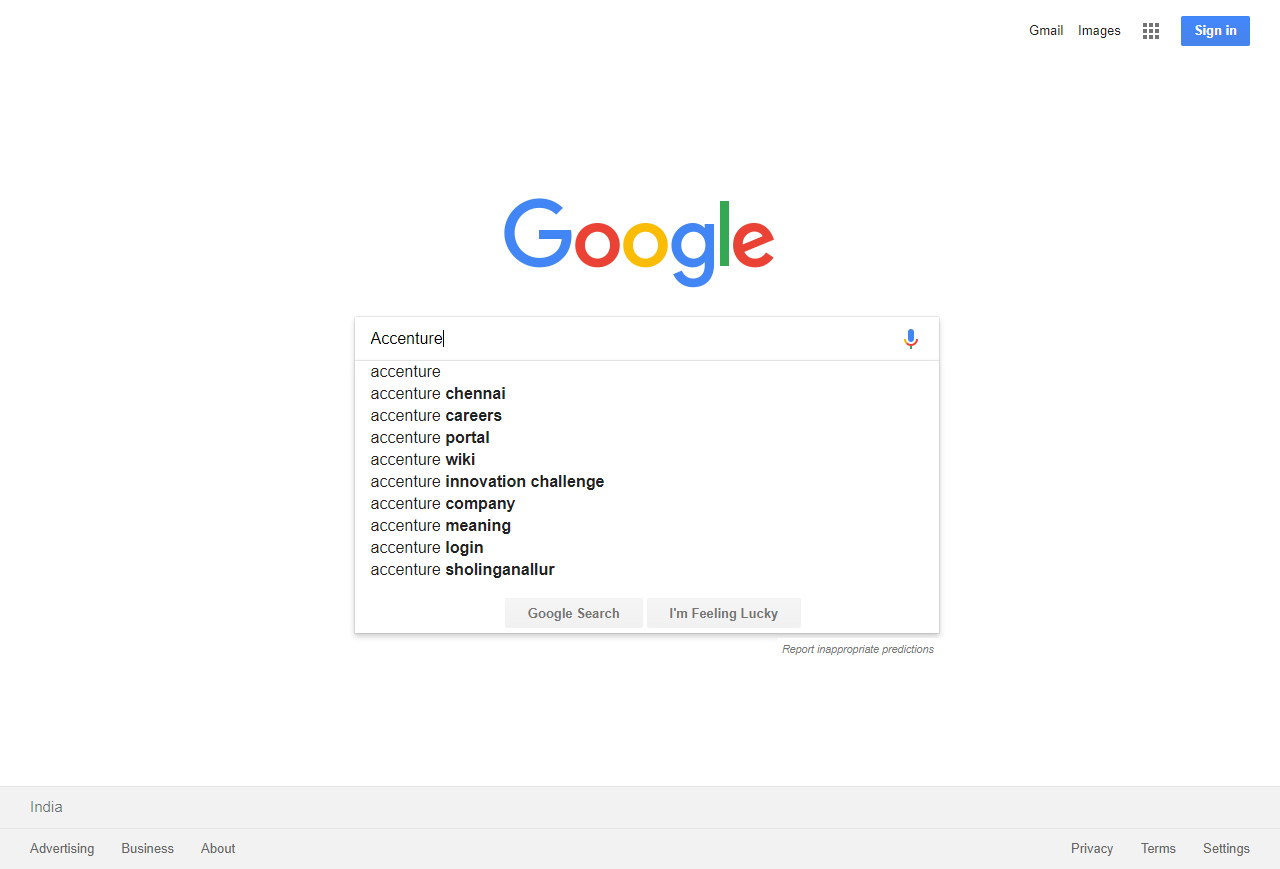 Gmail Images Sign in
Google
Accenture
accenture
accenture chennai
accenture careers
accenture portal
accenture wiki
accenture innovation challenge
accenture company
accenture meaning
accenture login
accenture sholinganallur
Google Search I'm Feeling Lucky
Report inappropriate predictions
India
Advertising Business About Privacy Terms Settings